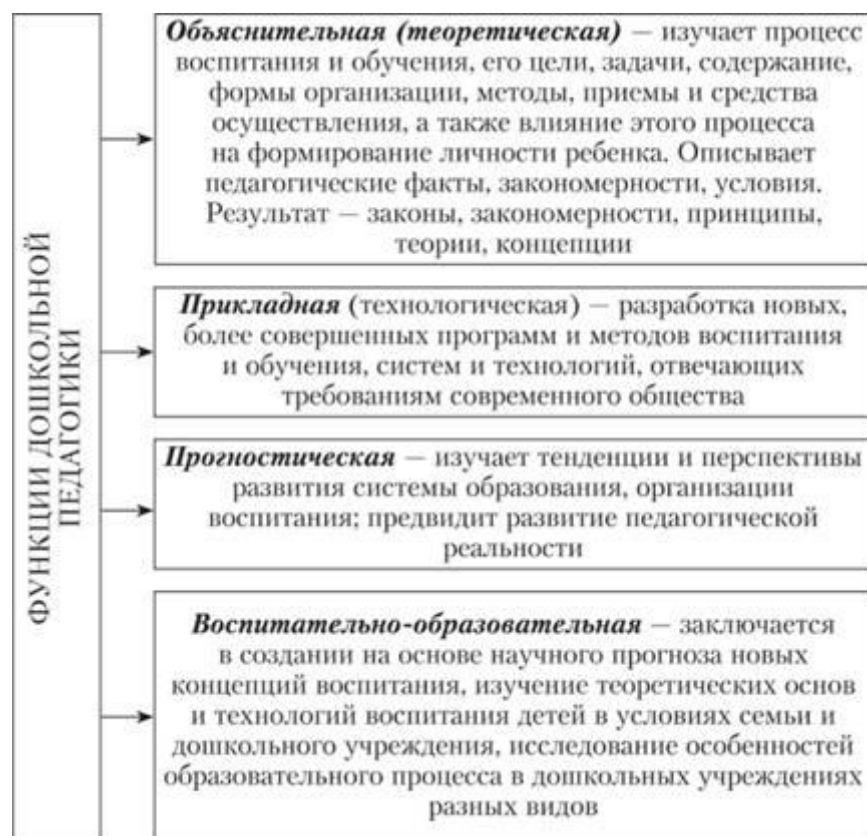 ФУНКЦИИ ДОШКОЛЬНОЙ
ПЕДАГОГИКИ
Объяснительная (теоретическая) — изучает процесс
воспитания и обучения, его цели, задачи, содержание,
формы организации, методы, приемы и средства
осуществления, а также влияние этого процесса
на формирование личности ребенка. Описывает
педагогические факты, закономерности, условия.
Результат — законы, закономерности, принципы,
теории, концепции
Прикладная (технологическая) — разработка новых,
более совершенных программ и методов воспитания
и обучения, систем и технологий, отвечающих
требованиям современного общества
Прогностическая — изучает тенденции и перспективы
развития системы образования, организации
воспитания; предвидит развитие педагогической
реальности
Воспитательно-образовательная — заключается
в создании на основе научного прогноза новых
концепций воспитания, изучение теоретических основ
и технологий воспитания детей в условиях семьи и
дошкольного учреждения, исследование особенностей
образовательного процесса в дошкольных учреждениях
разных видов